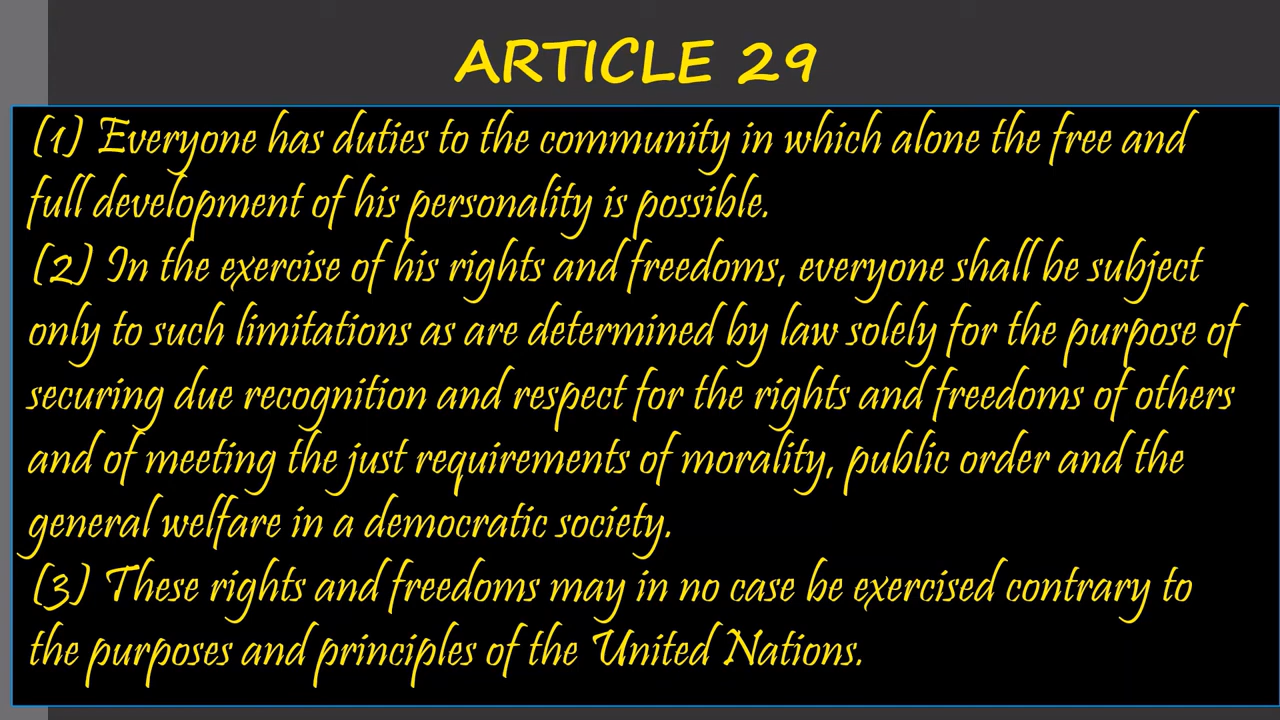 ARTICLE 29
(1) Everyone has duties to the community in which alone the free and
full development of his personality is possible.
(2) In the exercise of his rights and freedoms, everyone shall be subject
only to such limitations as are determined by law solely for the purpose of
securing due recognition and respect for the rights and freedoms of others
and of meeting the just requirements of morality, public order and the
general welfare in a democratic society.
(3) These rights and freedoms may in no case be exercised contrary to
the purposes and principles of the United Nations.